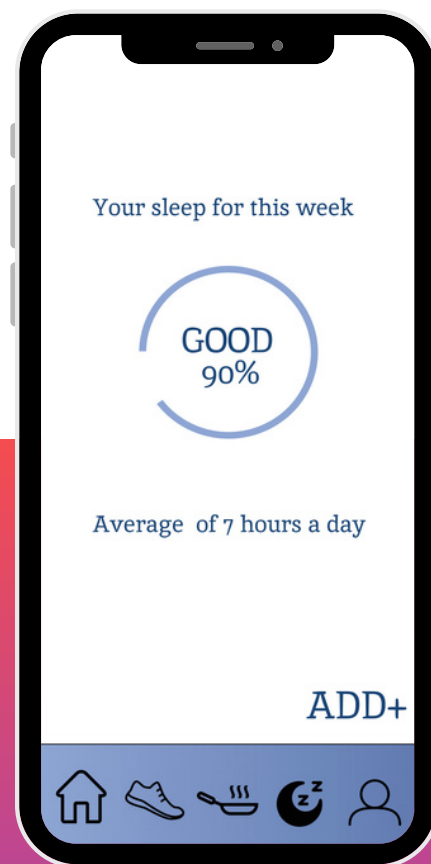 Your sleep for this week
GOOD
90%
Average of 7 hours a day
ADD+
z z